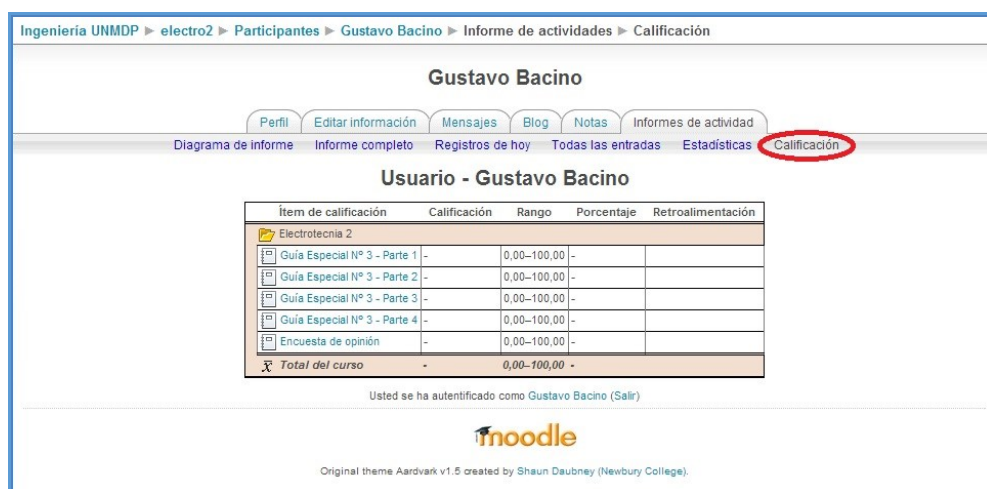 Ingeniería UNMDP ► electro2 ► Participantes ► Gustavo Bacino ► Informe de actividades ► Calificación
Gustavo Bacino
Perfil Editar información Mensajes Blog Notas Informes de actividad
Diagrama de informe Informe completo Registros de hoy Todas las entradas Estadísticas Calificación
Usuario - Gustavo Bacino
Ítem de calificación Calificación Rango Porcentaje Retroalimentación
Electrotecnia 2
Guía Especial Nº 3 - Parte 1 - 0,00–100,00 -
Guía Especial Nº 3 - Parte 2 - 0,00–100,00 -
Guía Especial Nº 3 - Parte 3 - 0,00–100,00 -
Guía Especial Nº 3 - Parte 4 - 0,00–100,00 -
Encuesta de opinión - 0,00–100,00 -
x̅ Total del curso - 0,00–100,00 -
Usted se ha autentificado como Gustavo Bacino (Salir)
moodle
Original theme Aardvark v1.5 created by Shaun Daubney (Newbury College).